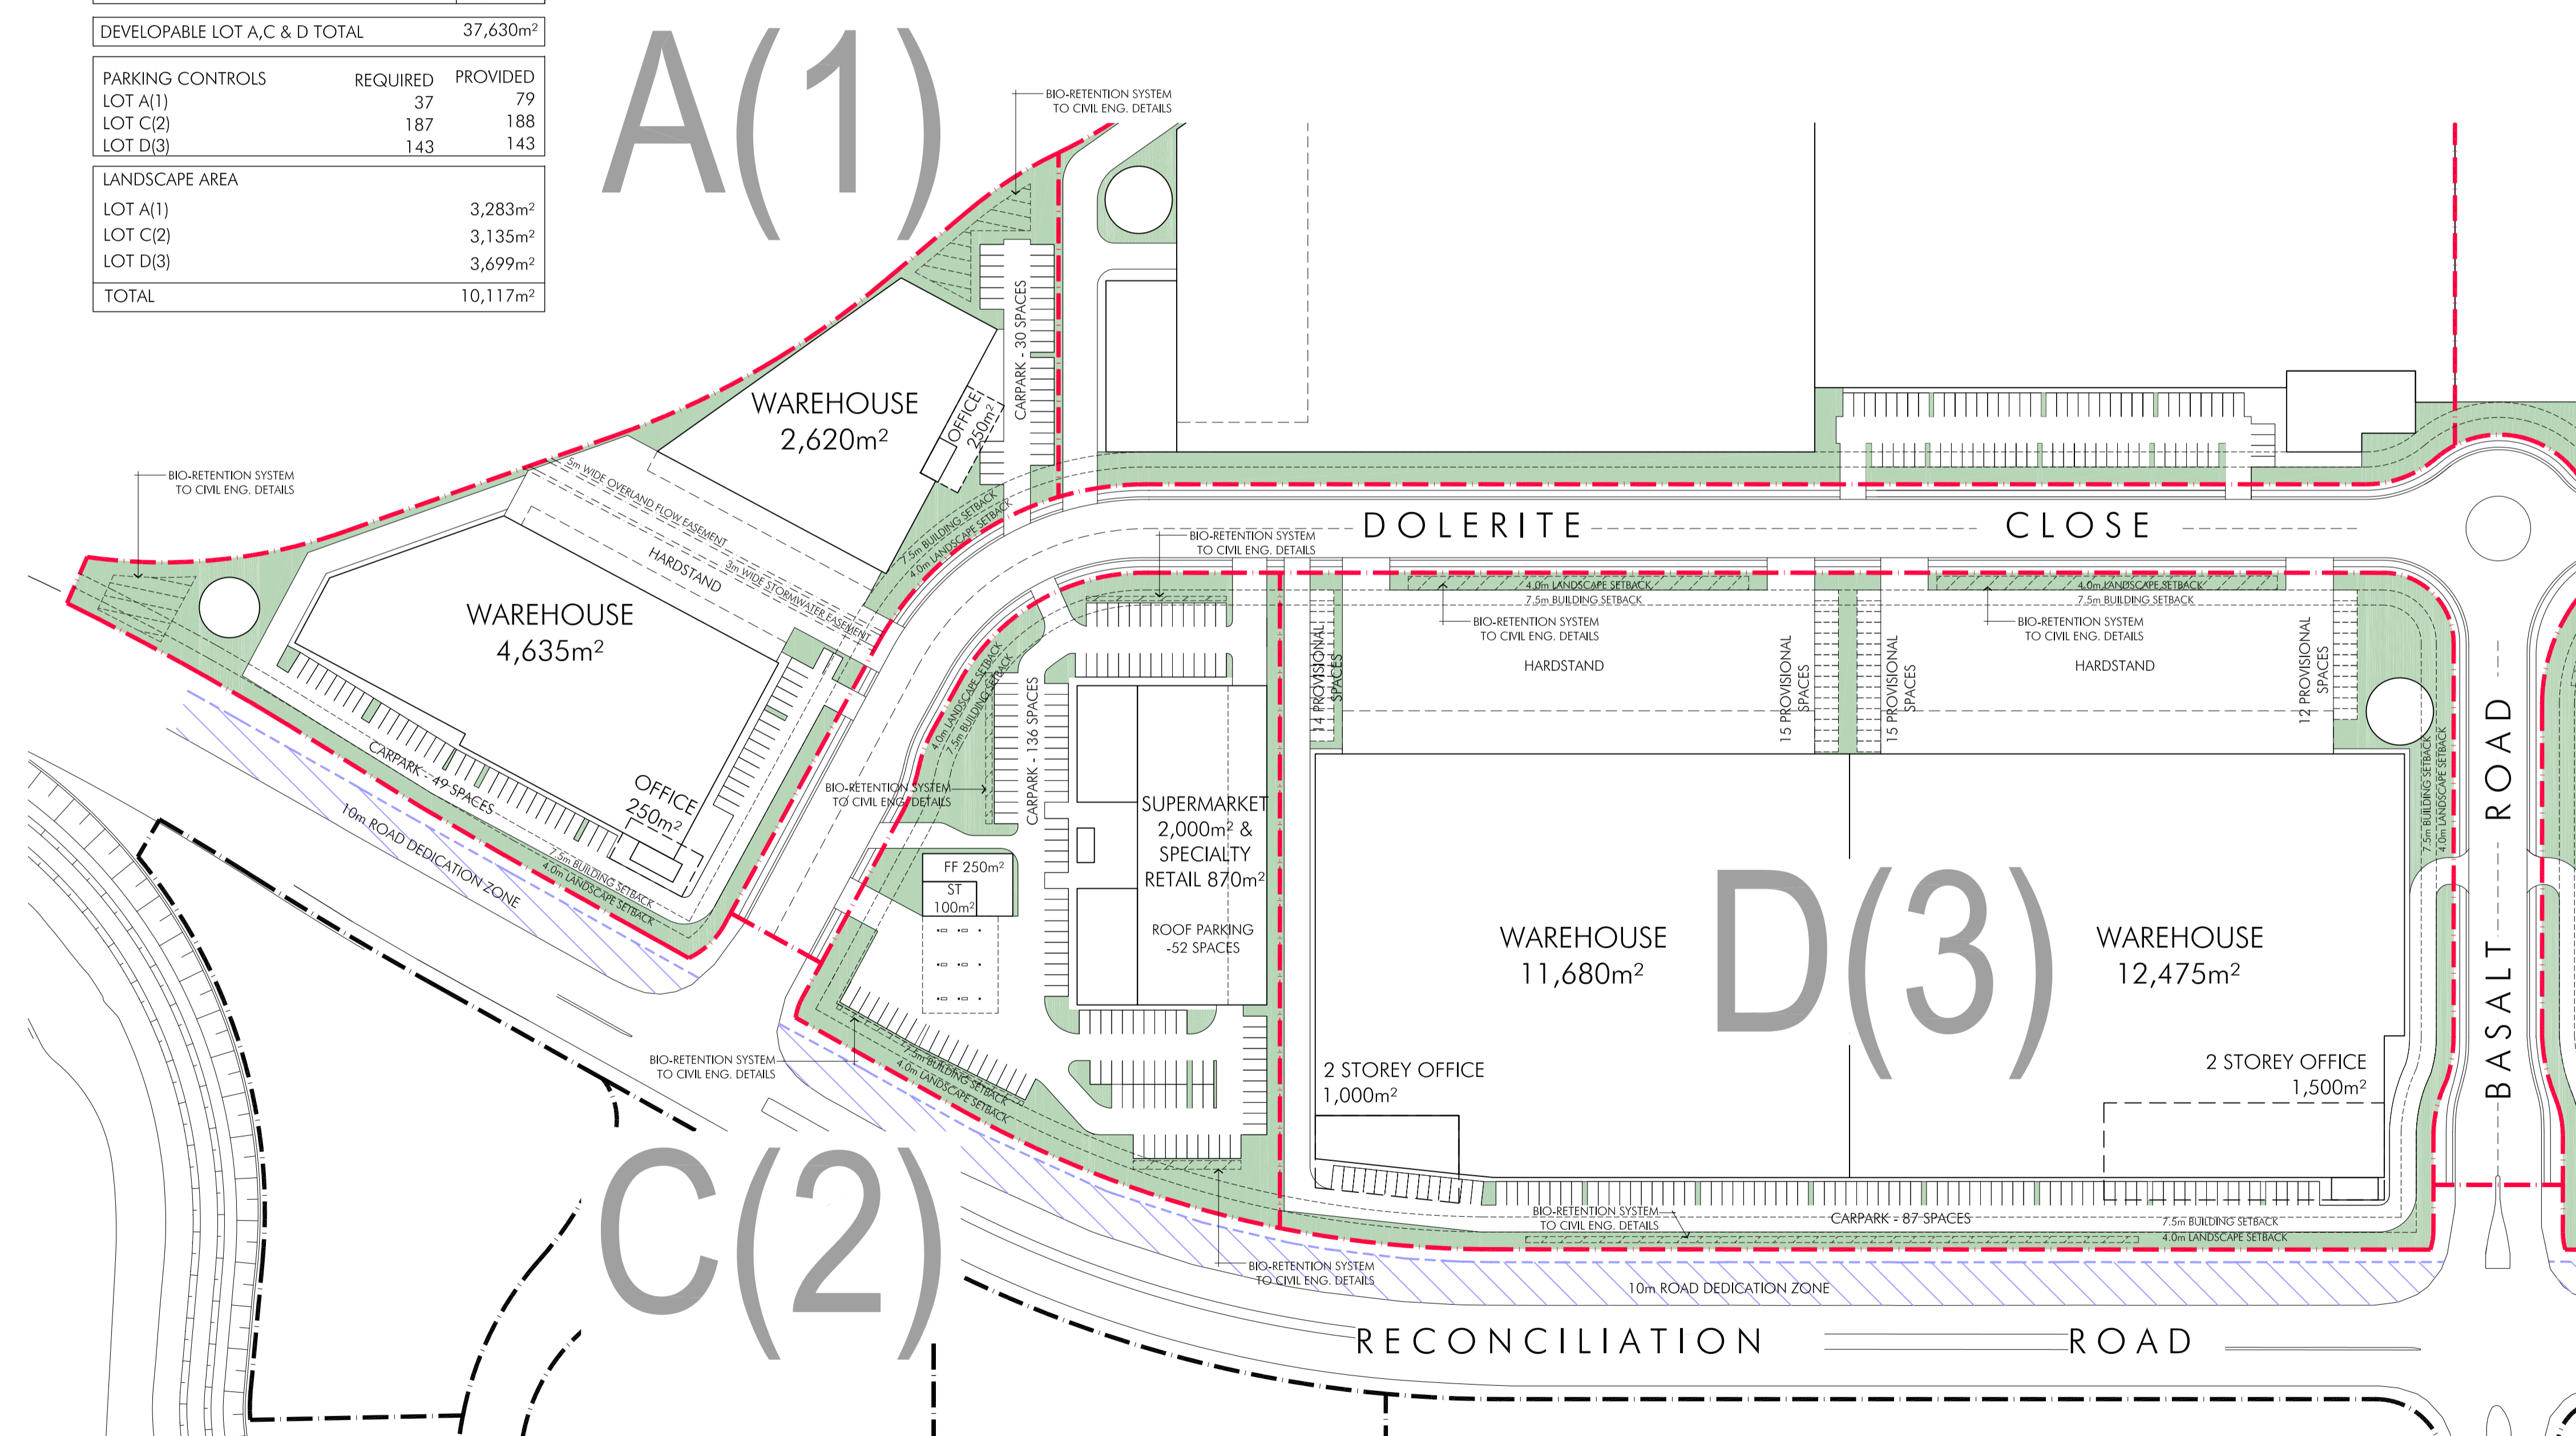 DEVELOPABLE LOT A,C & D TOTAL 37,630m²
PARKING CONTROLS REQUIRED PROVIDED
LOT A(1) 37 79
LOT C(2) 187 188
LOT D(3) 143 143
LANDSCAPE AREA
LOT A(1) 3,283m²
LOT C(2) 3,135m²
LOT D(3) 3,699m²
TOTAL 10,117m²
A(1)
BIO-RETENTION SYSTEM
TO CIVIL ENG. DETAILS
CARPARK - 30 SPACES
WAREHOUSE
2,620m²
OFFICE
250m²
BIO-RETENTION SYSTEM
TO CIVIL ENG. DETAILS
5m WIDE OVERLAND FLOW EASEMENT
HARDSTAND
3m WIDE STORMWATER EASEMENT
7.5m BUILDING SETBACK
4.0m LANDSCAPE SETBACK
WAREHOUSE
4,635m²
OFFICE
250m²
CARPARK - 49 SPACES
7.5m BUILDING SETBACK
4.0m LANDSCAPE SETBACK
10m ROAD DEDICATION ZONE
DOLERITE CLOSE
BIO-RETENTION SYSTEM
TO CIVIL ENG. DETAILS
4.0m LANDSCAPE SETBACK
7.5m BUILDING SETBACK
CARPARK - 136 SPACES
BIO-RETENTION SYSTEM
TO CIVIL ENG. DETAILS
SUPERMARKET
2,000m² &
SPECIALTY
RETAIL 870m²
ROOF PARKING
-52 SPACES
FF 250m²
ST
100m²
BIO-RETENTION SYSTEM
TO CIVIL ENG. DETAILS
7.5m BUILDING SETBACK
4.0m LANDSCAPE SETBACK
C(2)
BIO-RETENTION SYSTEM
TO CIVIL ENG. DETAILS
4.0m LANDSCAPE SETBACK
7.5m BUILDING SETBACK
BIO-RETENTION SYSTEM
TO CIVIL ENG. DETAILS
HARDSTAND
14 PROVISIONAL
SPACES
15 PROVISIONAL
SPACES
4.0m LANDSCAPE SETBACK
7.5m BUILDING SETBACK
BIO-RETENTION SYSTEM
TO CIVIL ENG. DETAILS
HARDSTAND
15 PROVISIONAL
SPACES
12 PROVISIONAL
SPACES
7.5m BUILDING SETBACK
4.0m LANDSCAPE SETBACK
BASALT ROAD
D(3)
WAREHOUSE
11,680m²
WAREHOUSE
12,475m²
2 STOREY OFFICE
1,000m²
2 STOREY OFFICE
1,500m²
BIO-RETENTION SYSTEM
TO CIVIL ENG. DETAILS
CARPARK - 87 SPACES
7.5m BUILDING SETBACK
4.0m LANDSCAPE SETBACK
10m ROAD DEDICATION ZONE
RECONCILIATION ROAD